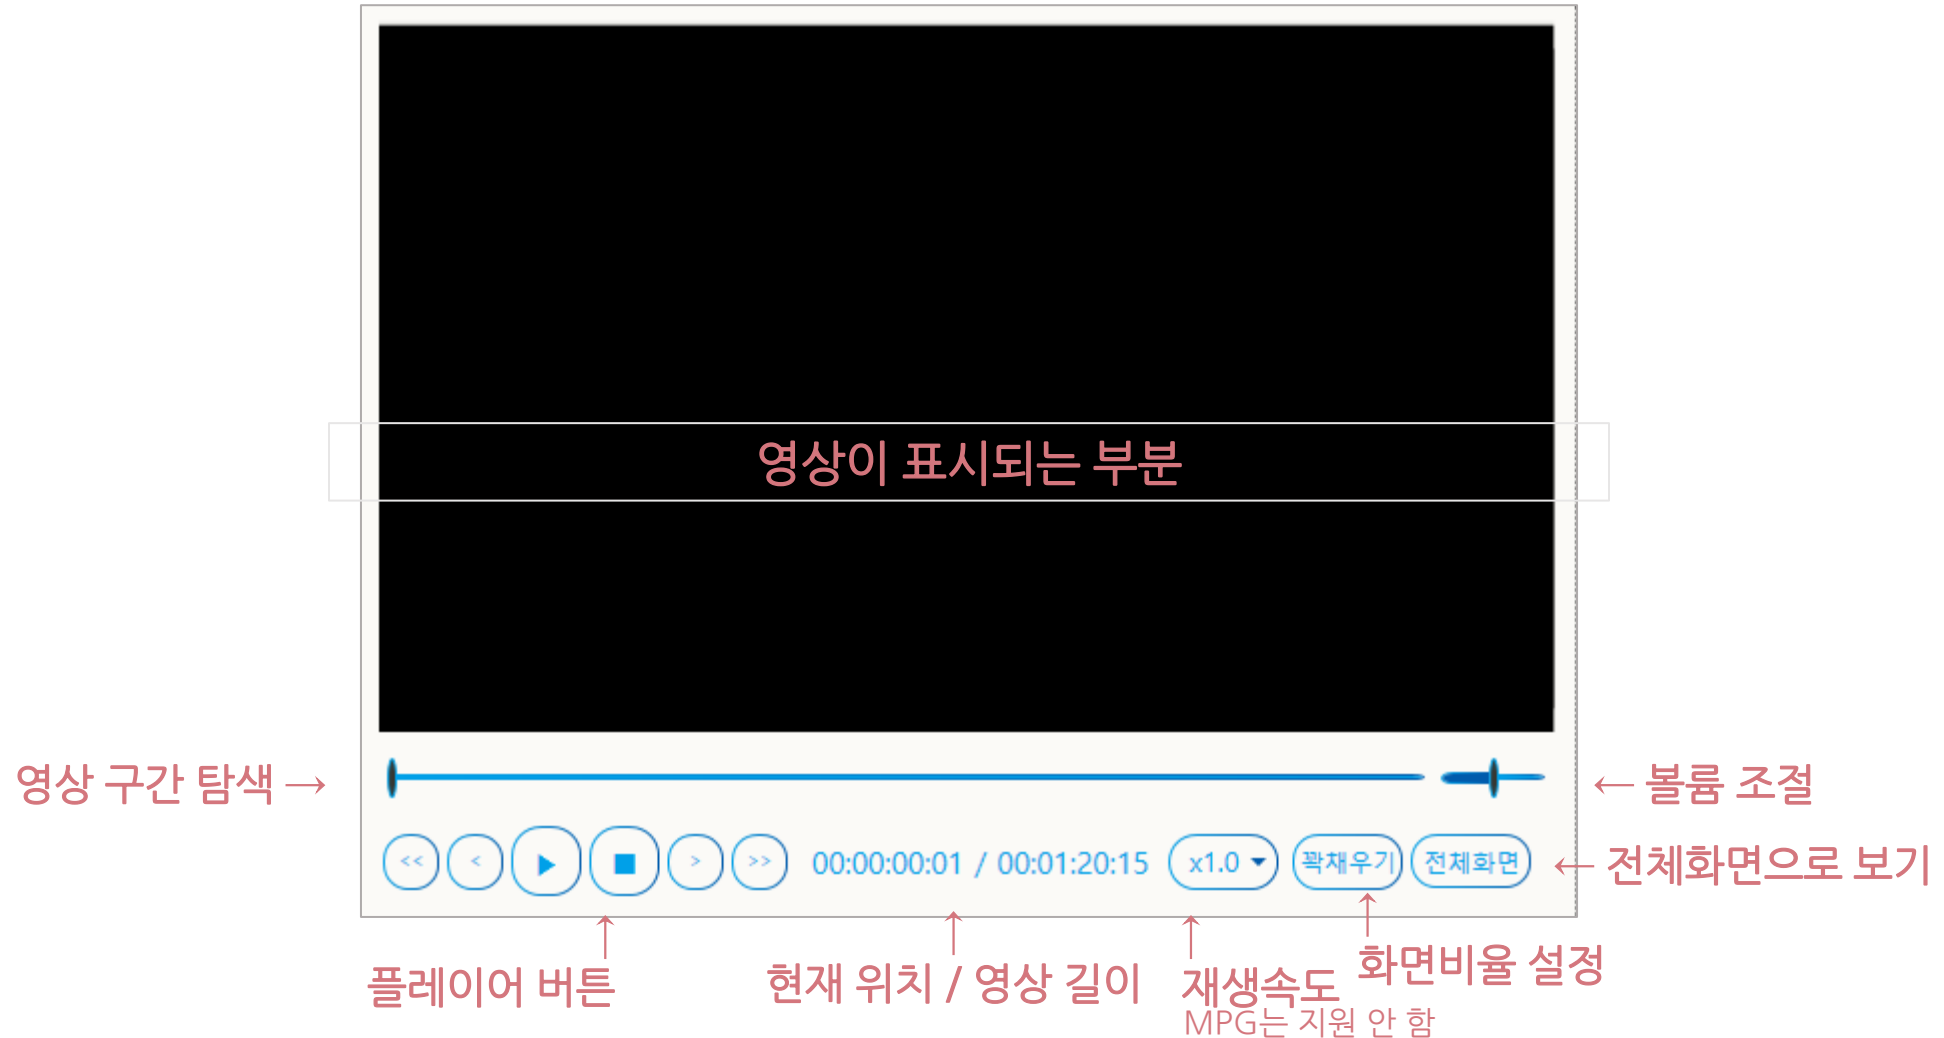 영상이 표시되는 부분
영상 구간 탐색 →
← 볼륨 조절
<< < > >> 00:00:00:01 / 00:01:20:15 x1.0 꽉채우기 전체화면
← 전체화면으로 보기
플레이어 버튼
현재 위치 / 영상 길이
재생속도
MPG는 지원 안 함
화면비율 설정